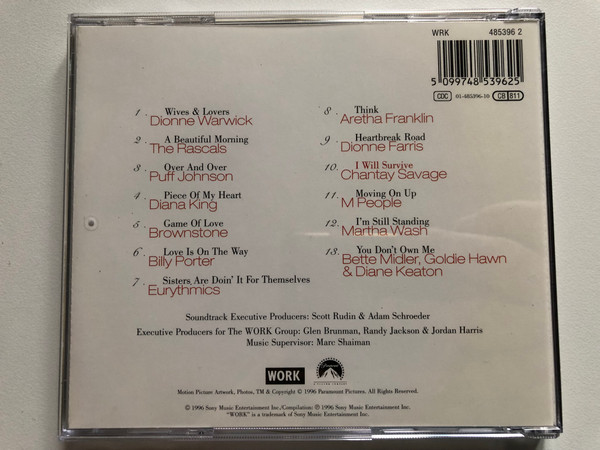 WRK 485396 2
5 099748 539625
CDC 01-485396-10 CB 811
1. Wives & Lovers
Dionne Warwick
2. A Beautiful Morning
The Rascals
3. Over And Over
Puff Johnson
4. Piece Of My Heart
Diana King
5. Game Of Love
Brownstone
6. Love Is On The Way
Billy Porter
7. Sisters Are Doin' It For Themselves
Eurythmics
8. Think
Aretha Franklin
9. Heartbreak Road
Dionne Farris
10. I Will Survive
Chantay Savage
11. Moving On Up
M People
12. I'm Still Standing
Martha Wash
13. You Don't Own Me
Bette Midler, Goldie Hawn
& Diane Keaton
Soundtrack Executive Producers: Scott Rudin & Adam Schroeder
Executive Producers for The WORK Group: Glen Brunman, Randy Jackson & Jordan Harris
Music Supervisor: Marc Shaiman
WORK
Paramount
Motion Picture Artwork, Photos, TM & Copyright © 1996 Paramount Pictures. All Rights Reserved.
© 1996 Sony Music Entertainment Inc./Compilation: ℗ 1996 Sony Music Entertainment Inc.
"WORK" is a trademark of Sony Music Entertainment Inc.